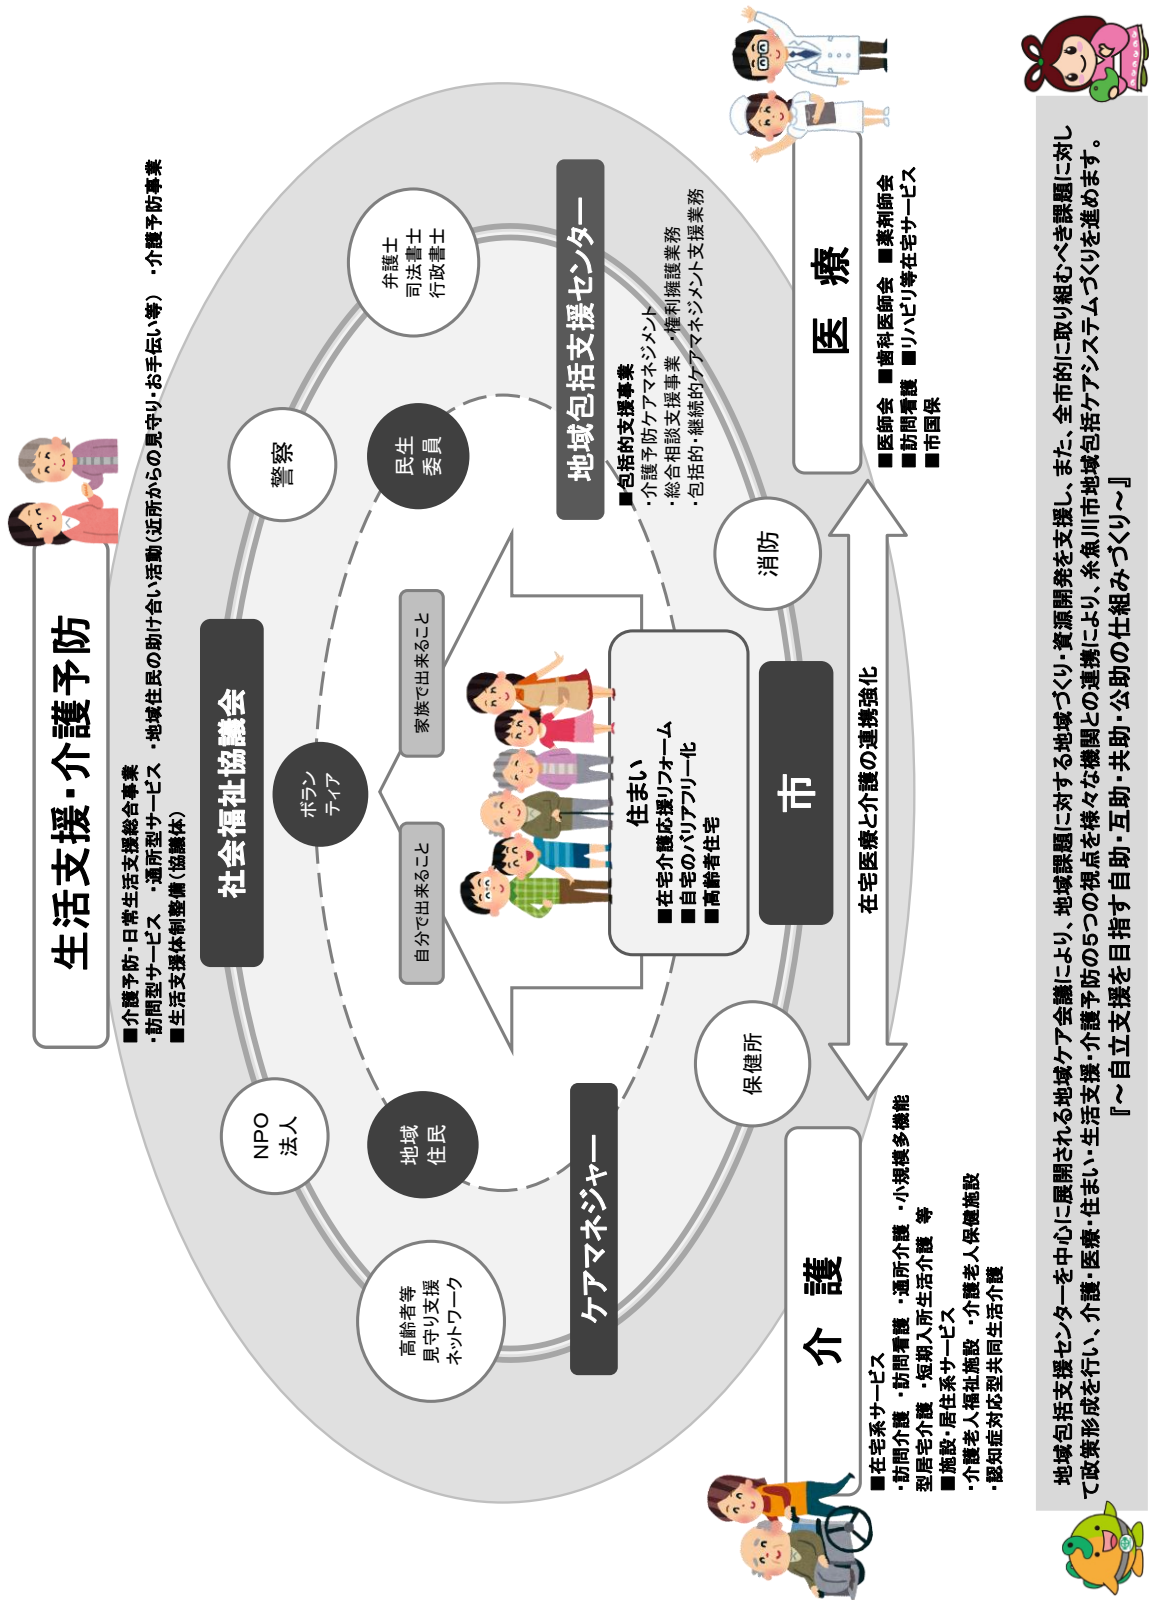 生活支援・介護予防
■介護予防・日常生活支援総合事業
・訪問型サービス ・通所型サービス ・地域住民の助け合い活動(近所からの見守り・お手伝い等) ・介護予防事業
■生活支援体制整備(協議体)
社会福祉協議会
NPO
法人
警察
ボラン
ティア
高齢者等
見守り支援
ネットワーク
弁護士
司法書士
行政書士
地域
住民
民生
委員
自分で出来ること
家族で出来ること
ケアマネジャー
地域包括支援センター
■包括的支援事業
・介護予防ケアマネジメント
・総合相談支援事業 ・権利擁護業務
・包括的・継続的ケアマネジメント支援業務
住まい
■在宅介護応援リフォーム
■自宅のバリアフリー化
■高齢者住宅
保健所
消防
市
介 護
医 療
在宅医療と介護の連携強化
■在宅系サービス
・訪問介護 ・訪問看護 ・通所介護 ・小規模多機能
型居宅介護 ・短期入所生活介護 等
■施設・居住系サービス
・介護老人福祉施設 ・介護老人保健施設
・認知症対応型共同生活介護
■医師会 ■歯科医師会 ■薬剤師会
■訪問看護 ■リハビリ等在宅サービス
■市国保
地域包括支援センターを中心に展開される地域ケア会議により、地域課題に対する地域づくり・資源開発を支援し、また、全市的に取り組むべき課題に対し
て政策形成を行い、介護・医療・住まい・生活支援・介護予防の5つの視点を様々な機関との連携により、糸魚川市地域包括ケアシステムづくりを進めます。
『～自立支援を目指す自助・互助・共助・公助の仕組みづくり～』